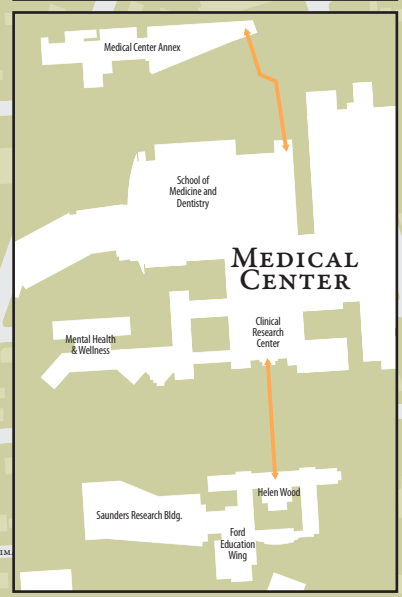 Medical Center Annex
School of
Medicine and
Dentistry
MEDICAL
CENTER
Clinical
Research
Center
Mental Health
& Wellness
Helen Wood
Saunders Research Bldg.
Ford
Education
Wing